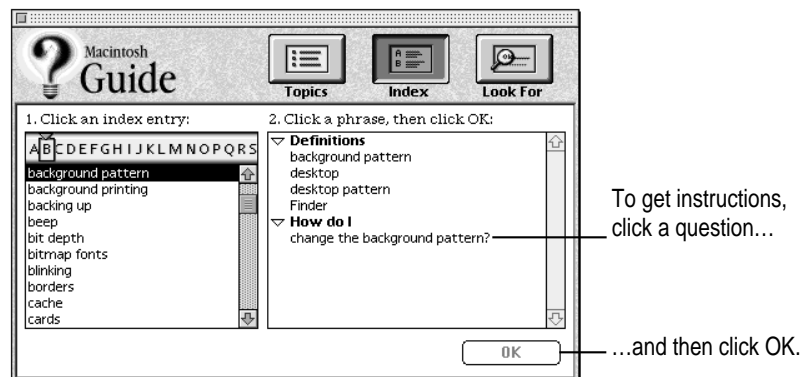 Macintosh
Guide
Topics
Index
Look For
1. Click an index entry:
2. Click a phrase, then click OK:
A B C D E F G H I J K L M N O P Q R S
background pattern
background printing
backing up
beep
bit depth
bitmap fonts
blinking
borders
cache
cards
Definitions
background pattern
desktop
desktop pattern
Finder
How do I
change the background pattern?
OK
To get instructions,
click a question…
…and then click OK.